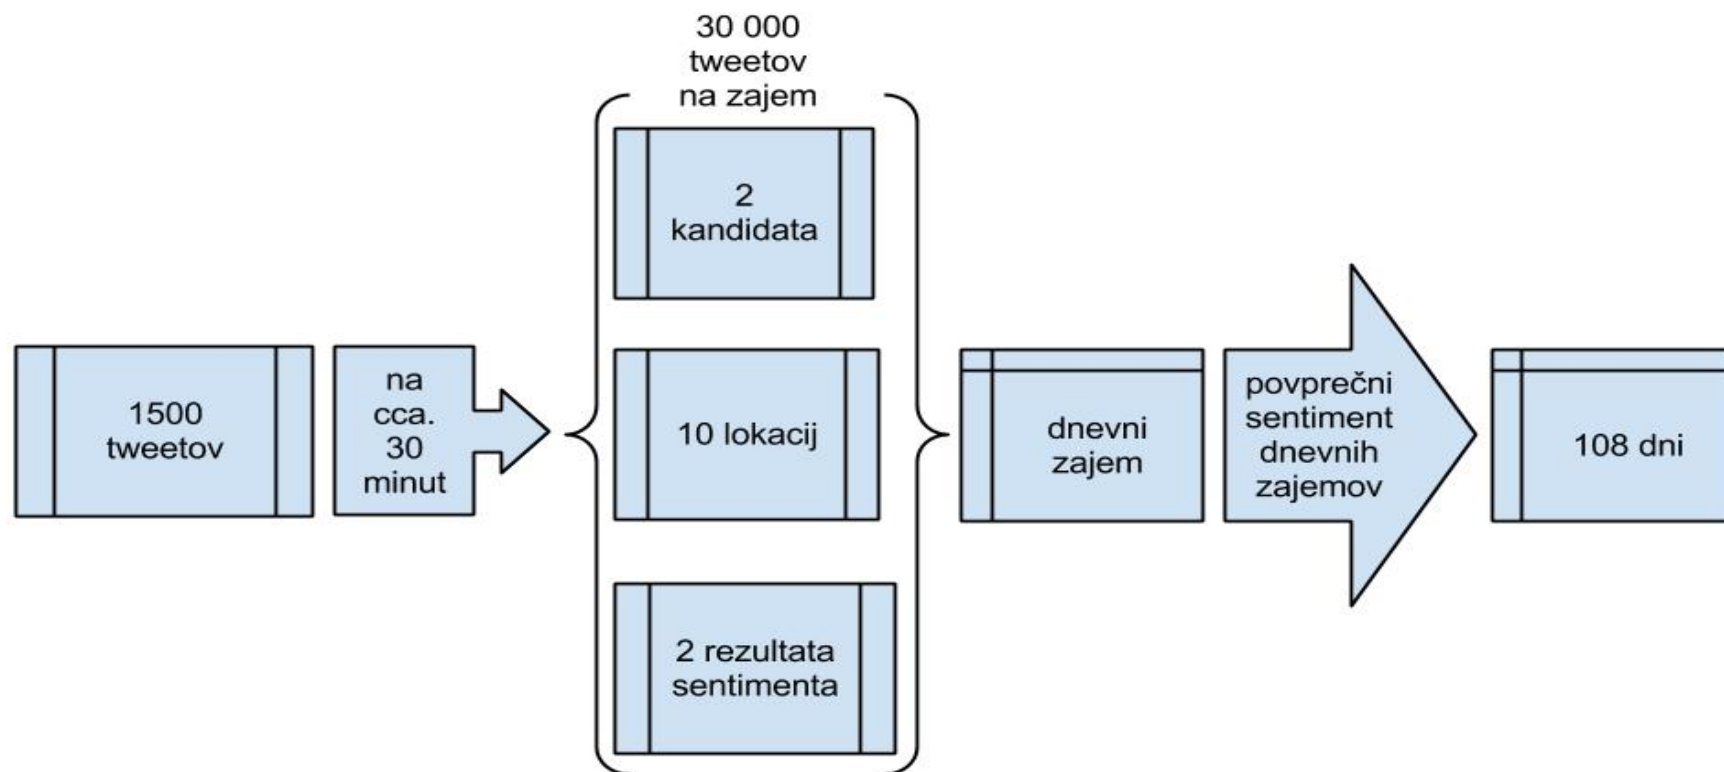 1500
tweetov
na
cca.
30
minut
30 000
tweetov
na zajem
2
kandidata
10 lokacij
2 rezultata
sentimenta
dnevni
zajem
povprečni
sentiment
dnevnih
zajemov
108 dni